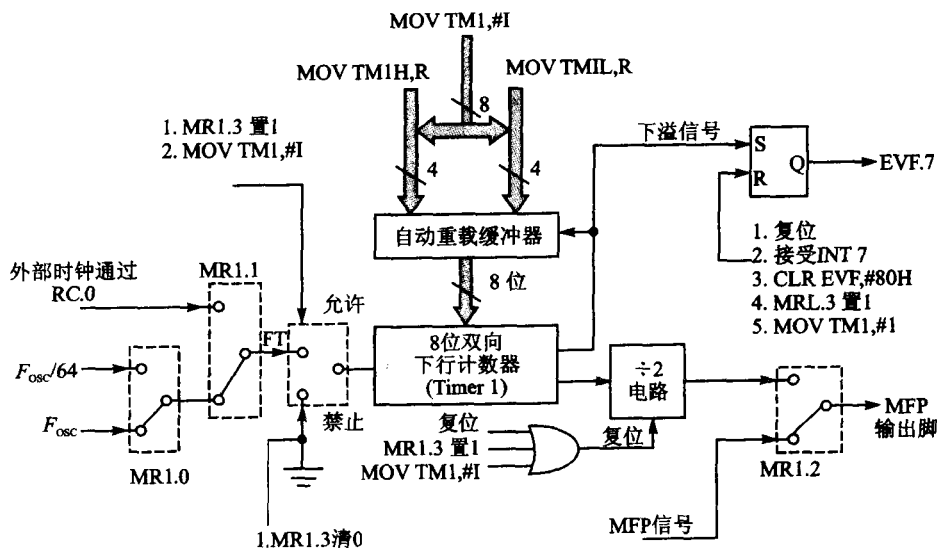 MOV TM1,#I
MOV TM1H,R
MOV TMIL,R
8
1. MR1.3 置1
2. MOV TM1,#I
4
4
下溢信号
S
Q
R
EVF.7
自动重载缓冲器
1. 复位
2. 接受INT 7
3. CLR EVF,#80H
4. MRL.3 置1
5. MOV TM1,#1
外部时钟通过
RC.0
MR1.1
允许
8 位
FT
8位双向
下行计数器
(Timer 1)
÷2
电路
Fosc/64
Fosc
禁止
复位
MR1.3 置1
MOV TM1,#I
复位
MFP
输出脚
MR1.0
MR1.2
MFP信号
1.MR1.3清0